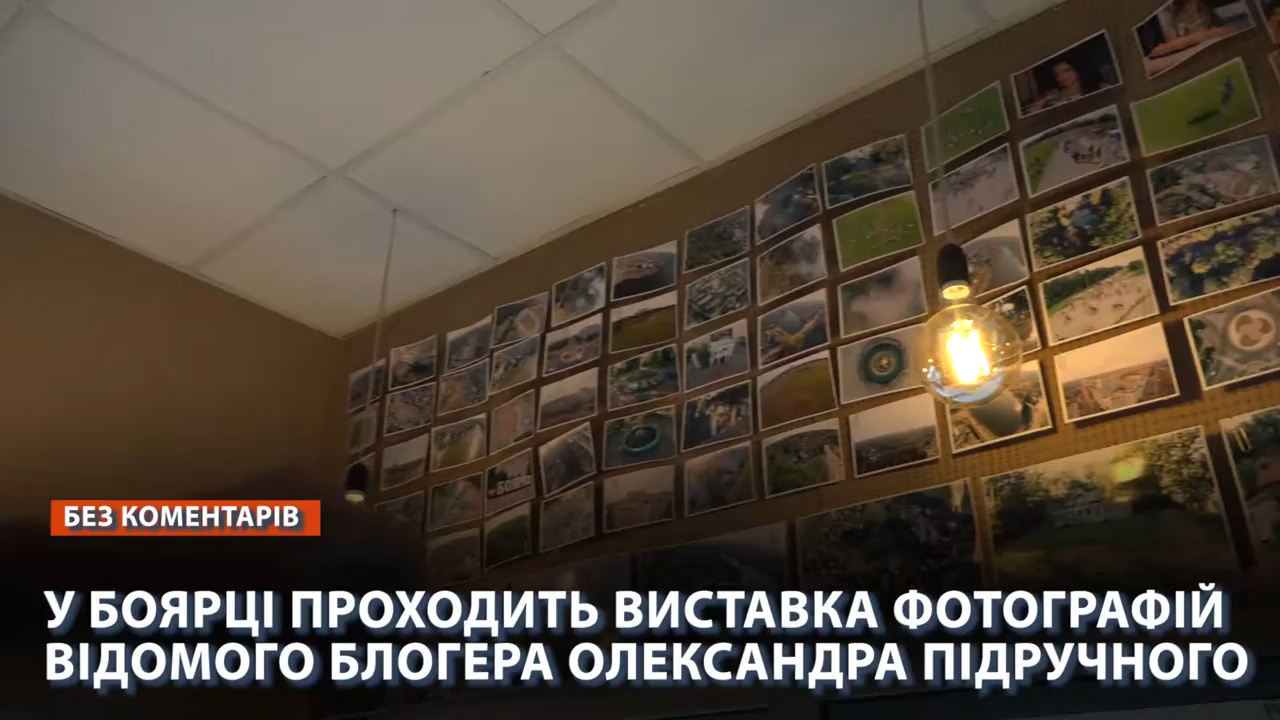 БЕЗ КОМЕНТАРІВ
У БОЯРЦІ ПРОХОДИТЬ ВИСТАВКА ФОТОГРАФІЙ
ВІДОМОГО БЛОГЕРА ОЛЕКСАНДРА ПІДРУЧНОГО